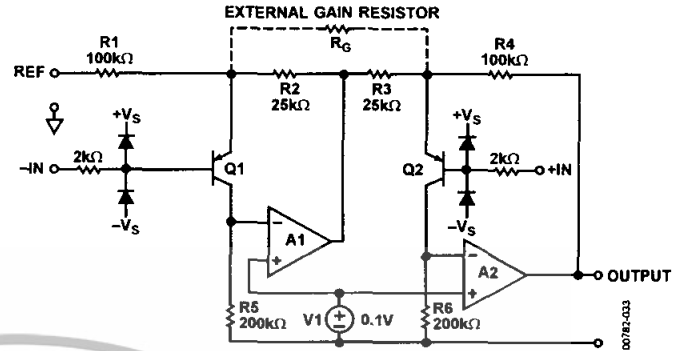 EXTERNAL GAIN RESISTOR
RG
R1
100kΩ
R4
100kΩ
REF
R2
25kΩ
R3
25kΩ
+VS
+VS
–IN
2kΩ
Q1
Q2
2kΩ
+IN
–VS
–VS
–
A1
+
–
A2
+
OUTPUT
R5
200kΩ
V1
+
–
0.1V
R6
200kΩ
00782-033